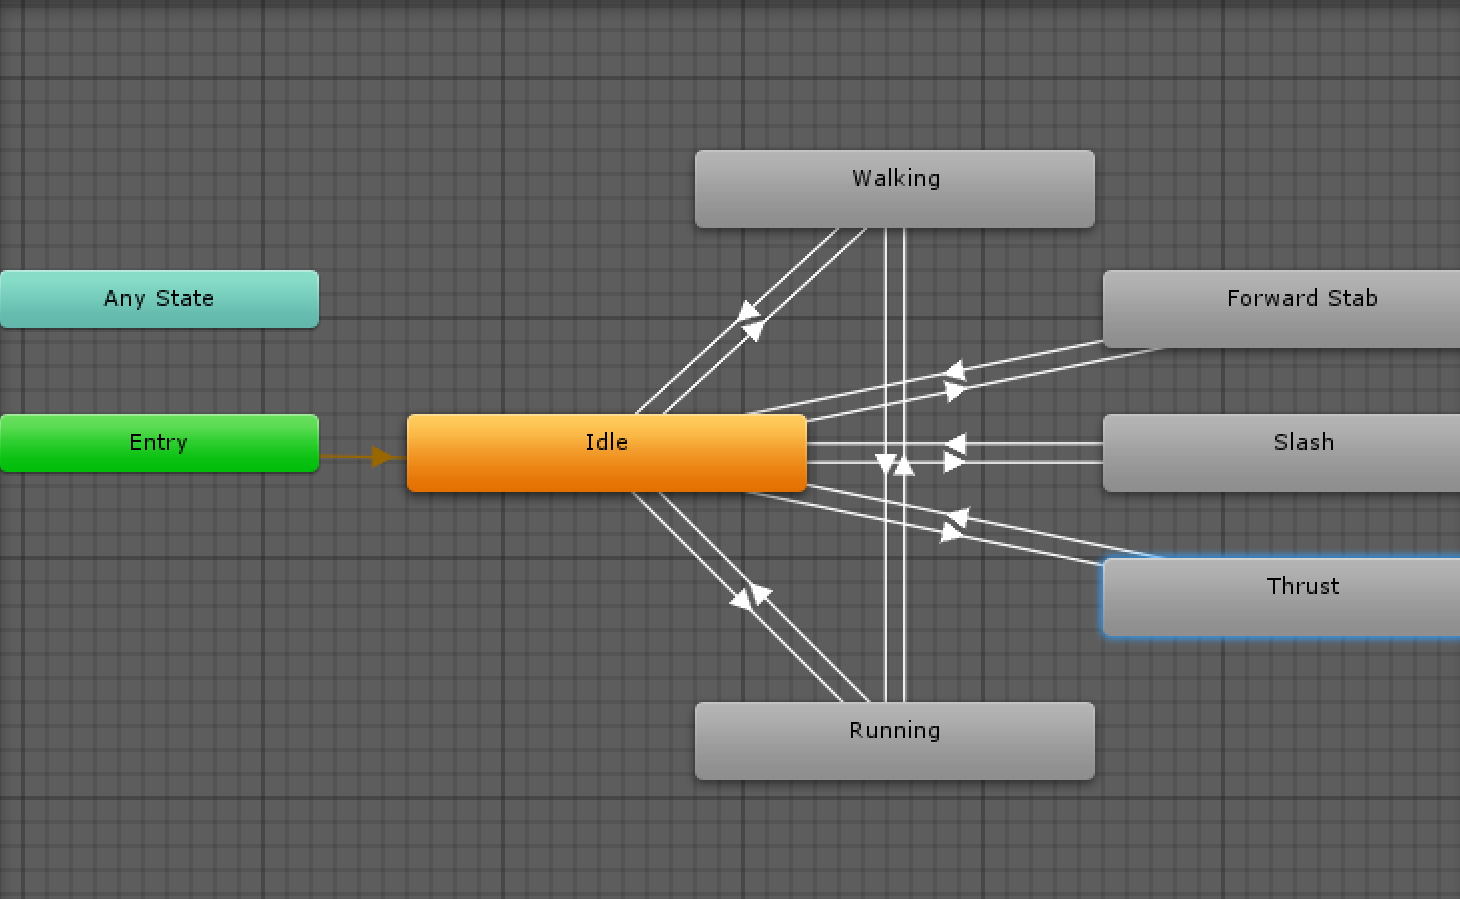 Walking
Any State
Forward Stab
Entry
Idle
Slash
Thrust
Running